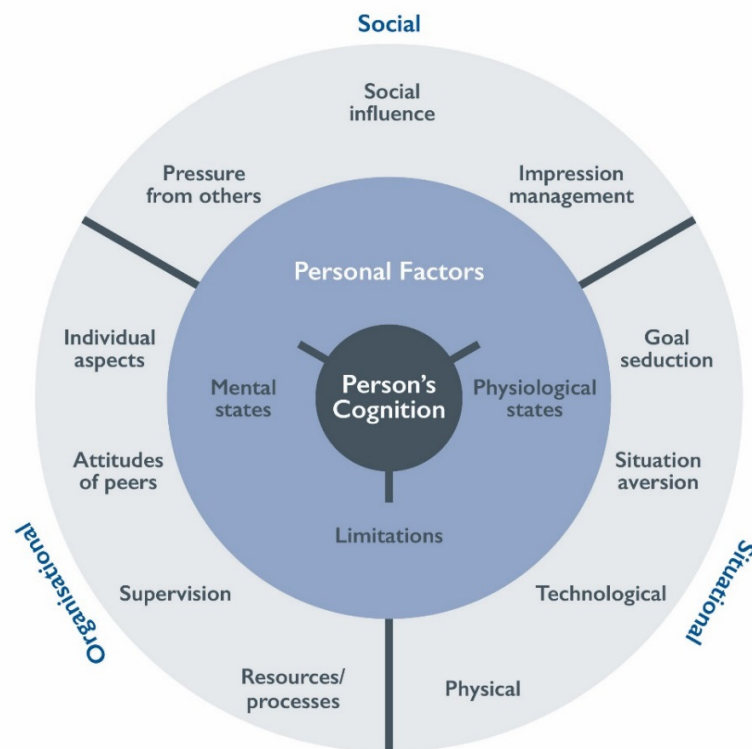 Social
Social
influence
Pressure
from others
Impression
management
Personal Factors
Individual
aspects
Goal
seduction
Mental
states
Person's
Cognition
Physiological
states
Attitudes
of peers
Situation
aversion
Limitations
Organisational
Situational
Supervision
Technological
Resources/
processes
Physical